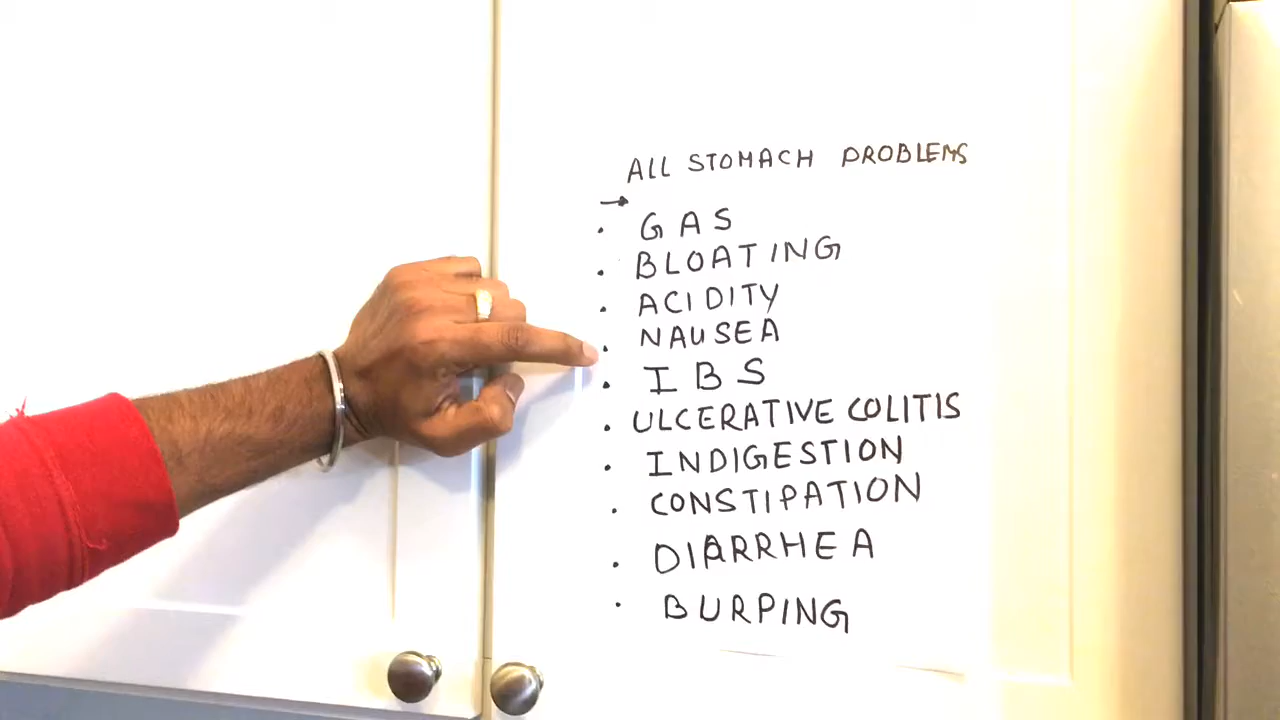 ALL STOMACH PROBLEMS
→
• GAS
• BLOATING
• ACIDITY
• NAUSEA
• IBS
• ULCERATIVE COLITIS
• INDIGESTION
• CONSTIPATION
• DIARRHEA
• BURPING